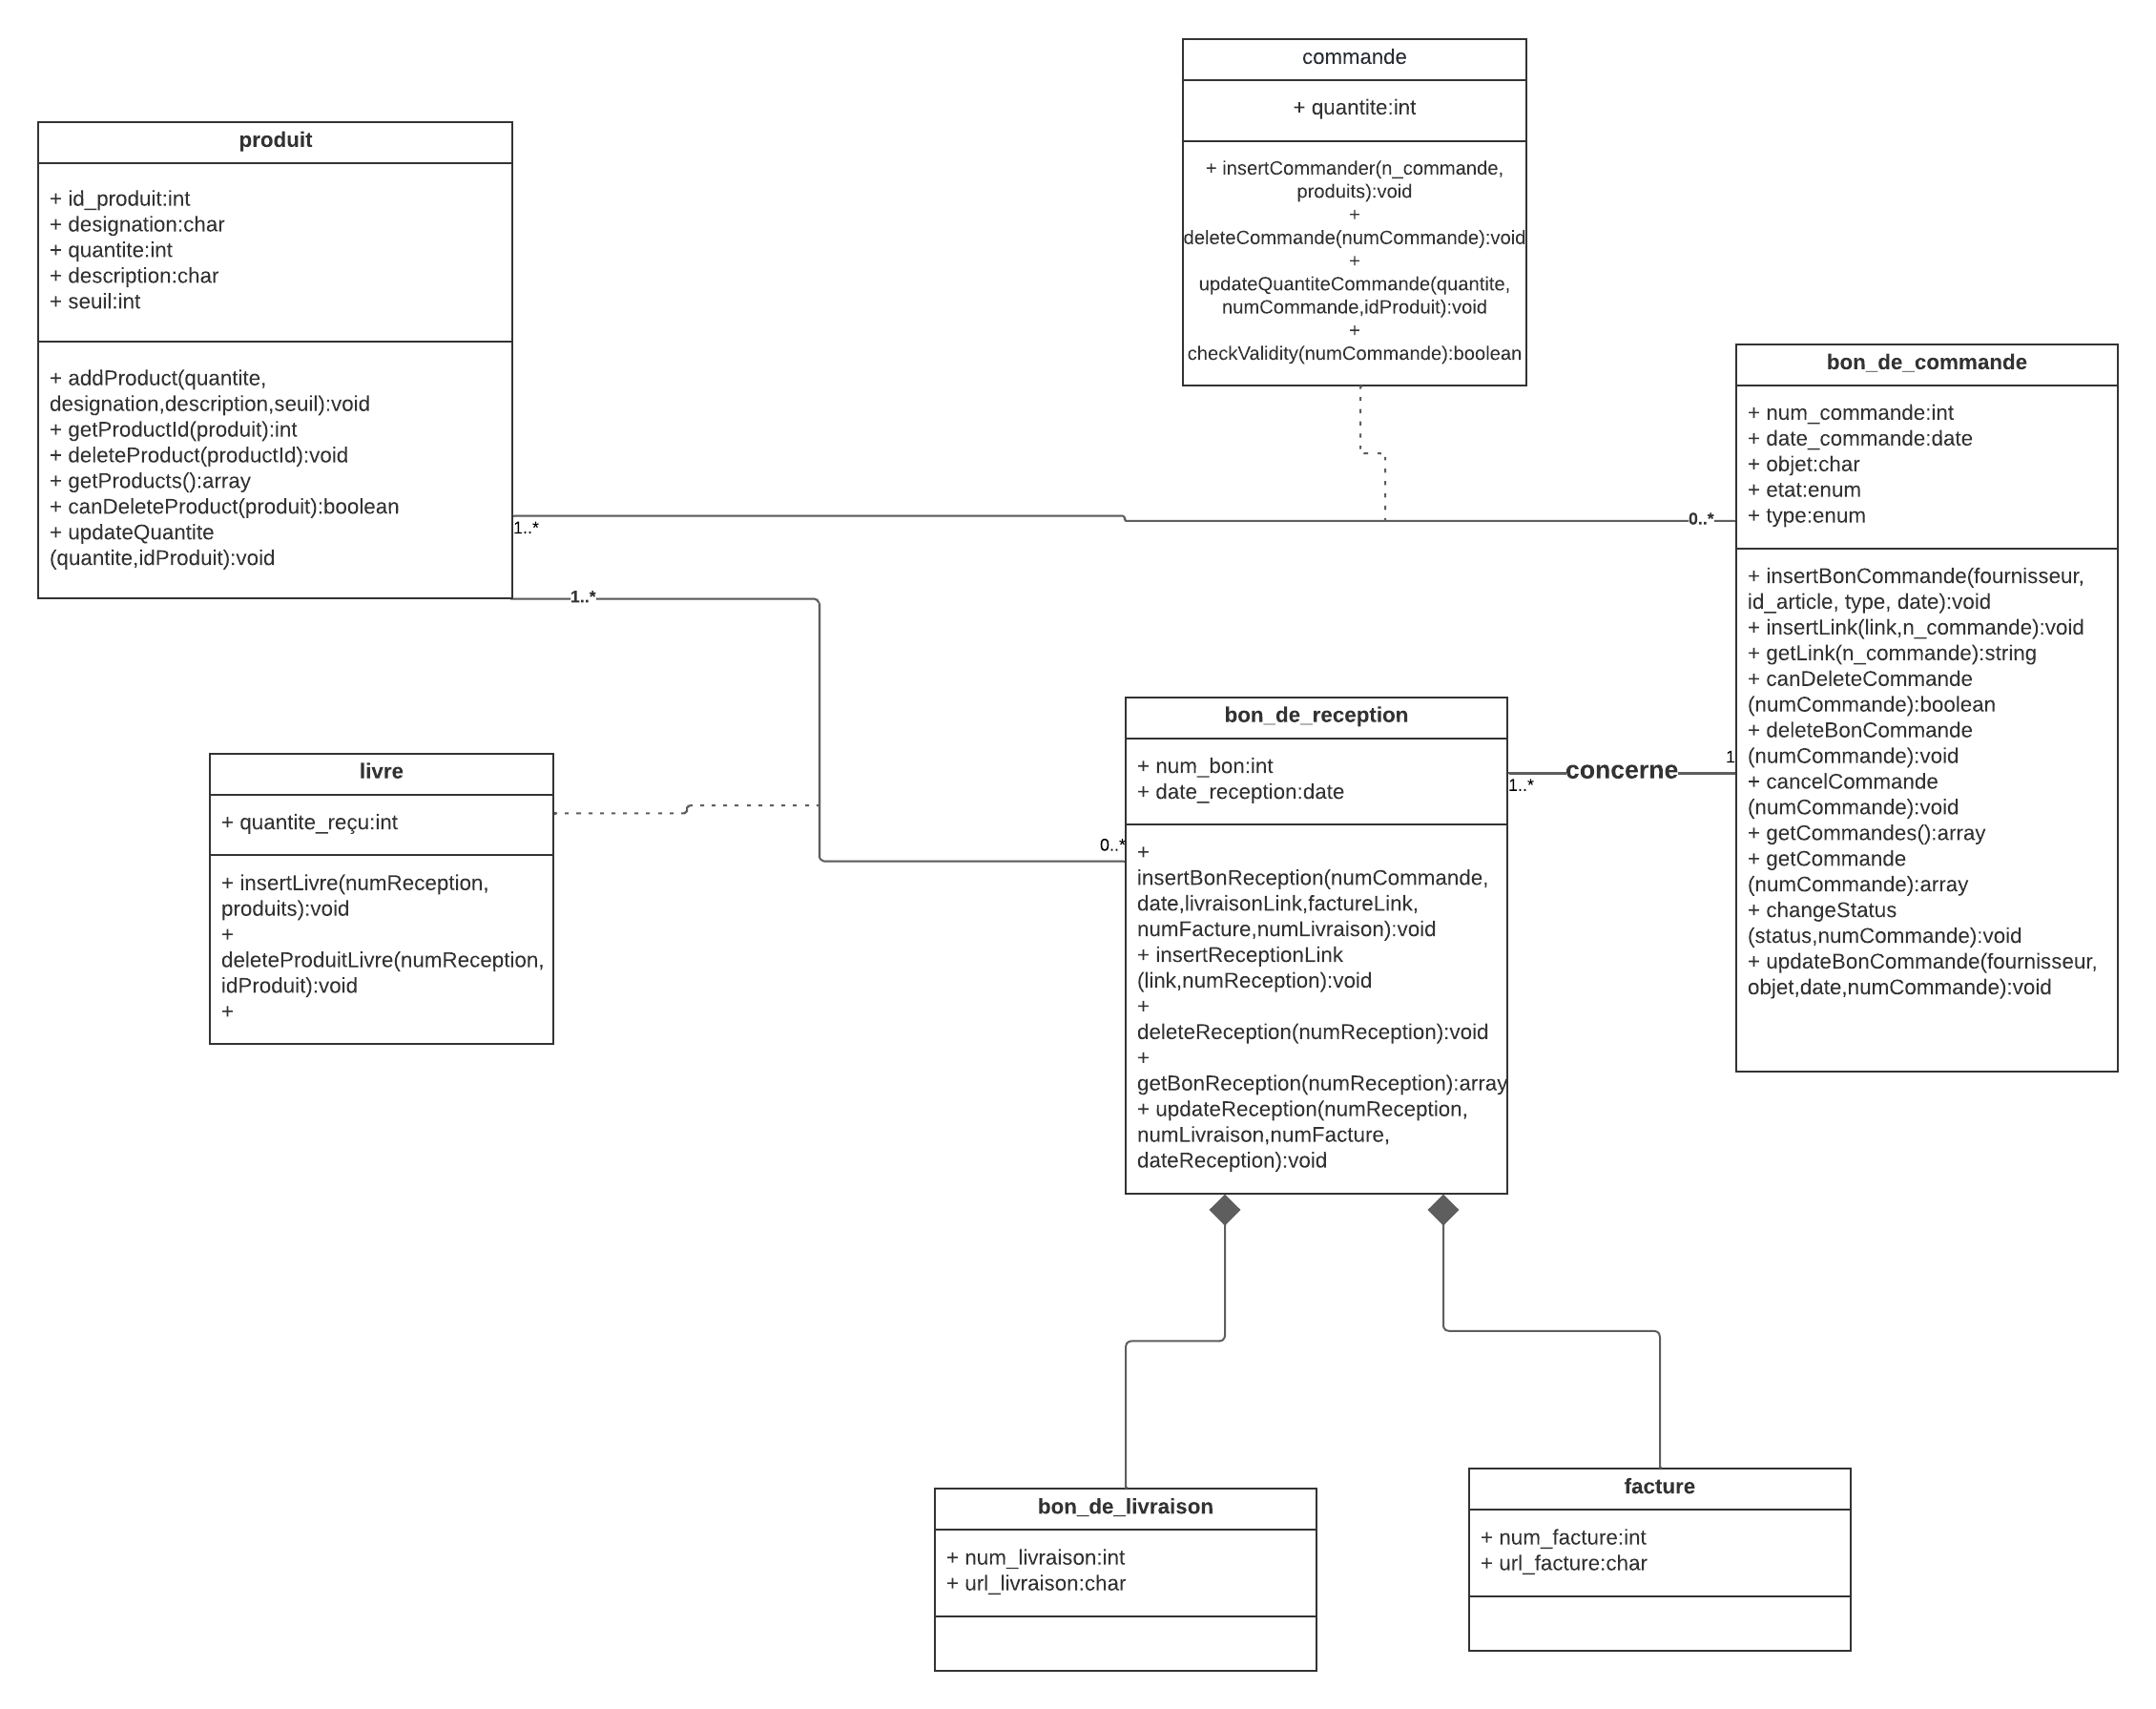 commande
+ quantite:int
+ insertCommander(n_commande,
produits):void
+
deleteCommande(numCommande):void
+
updateQuantiteCommande(quantite,
numCommande,idProduit):void
+
checkValidity(numCommande):boolean
produit
+ id_produit:int
+ designation:char
+ quantite:int
+ description:char
+ seuil:int
+ addProduct(quantite,
designation,description,seuil):void
+ getProductId(produit):int
+ deleteProduct(productId):void
+ getProducts():array
+ canDeleteProduct(produit):boolean
+ updateQuantite
(quantite,idProduit):void
1..*
0..*
1..*
bon_de_commande
+ num_commande:int
+ date_commande:date
+ objet:char
+ etat:enum
+ type:enum
+ insertBonCommande(fournisseur,
id_article, type, date):void
+ insertLink(link,n_commande):void
+ getLink(n_commande):string
+ canDeleteCommande
(numCommande):boolean
+ deleteBonCommande
(numCommande):void
+ cancelCommande
(numCommande):void
+ getCommandes():array
+ getCommande
(numCommande):array
+ changeStatus
(status,numCommande):void
+ updateBonCommande(fournisseur,
objet,date,numCommande):void
livre
+ quantite_reçu:int
+ insertLivre(numReception,
produits):void
+
deleteProduitLivre(numReception,
idProduit):void
+
0..*
bon_de_reception
+ num_bon:int
+ date_reception:date
+
insertBonReception(numCommande,
date,livraisonLink,factureLink,
numFacture,numLivraison):void
+ insertReceptionLink
(link,numReception):void
+
deleteReception(numReception):void
+
getBonReception(numReception):array
+ updateReception(numReception,
numLivraison,numFacture,
dateReception):void
1..*
concerne
1
bon_de_livraison
+ num_livraison:int
+ url_livraison:char
facture
+ num_facture:int
+ url_facture:char